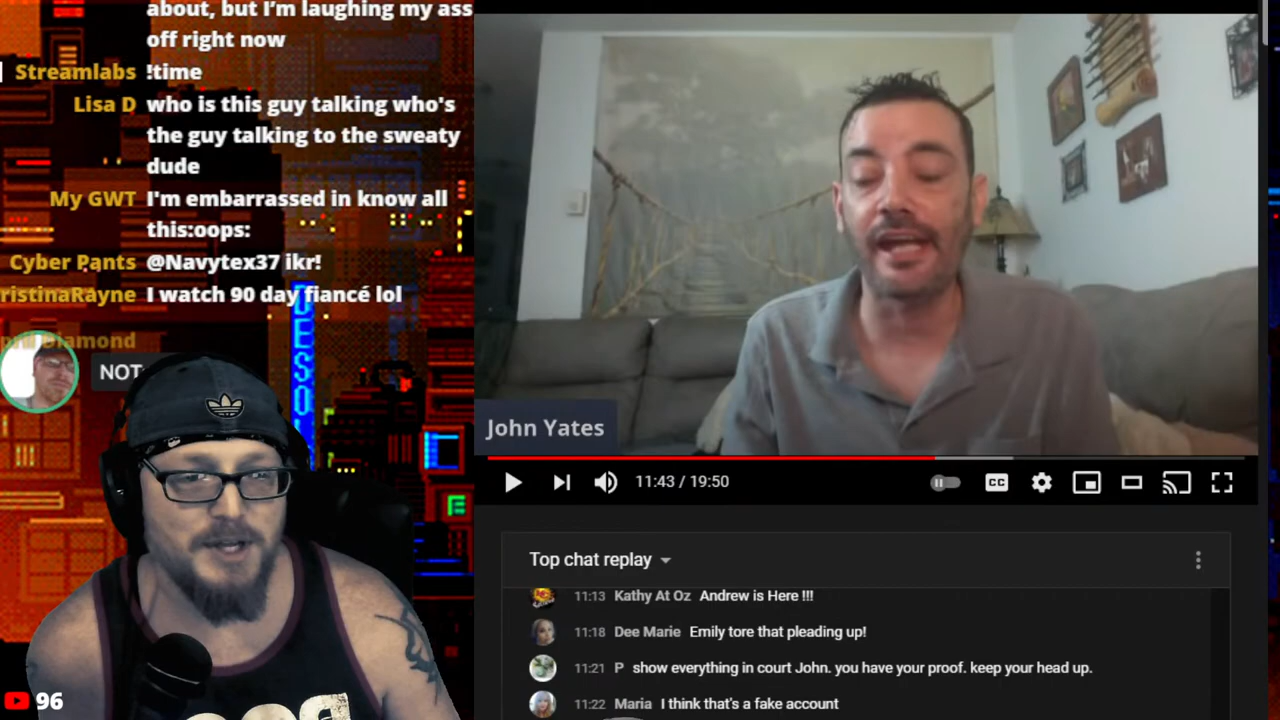 about, but I'm laughing my ass
off right now
Streamlabs !time
Lisa D who is this guy talking who's
the guy talking to the sweaty
dude
My GWT I'm embarrassed in know all
this:oops:
Cyber Pants @Navytex37 ikr!
ristinaRayne I watch 90 day fiancé lol
Diamond
NOT
DESO
96
John Yates
11:43 / 19:50
CC
Top chat replay
11:13 Kathy At Oz Andrew is Here !!!
11:18 Dee Marie Emily tore that pleading up!
11:21 P show everything in court John. you have your proof. keep your head up.
11:22 Maria I think that's a fake account